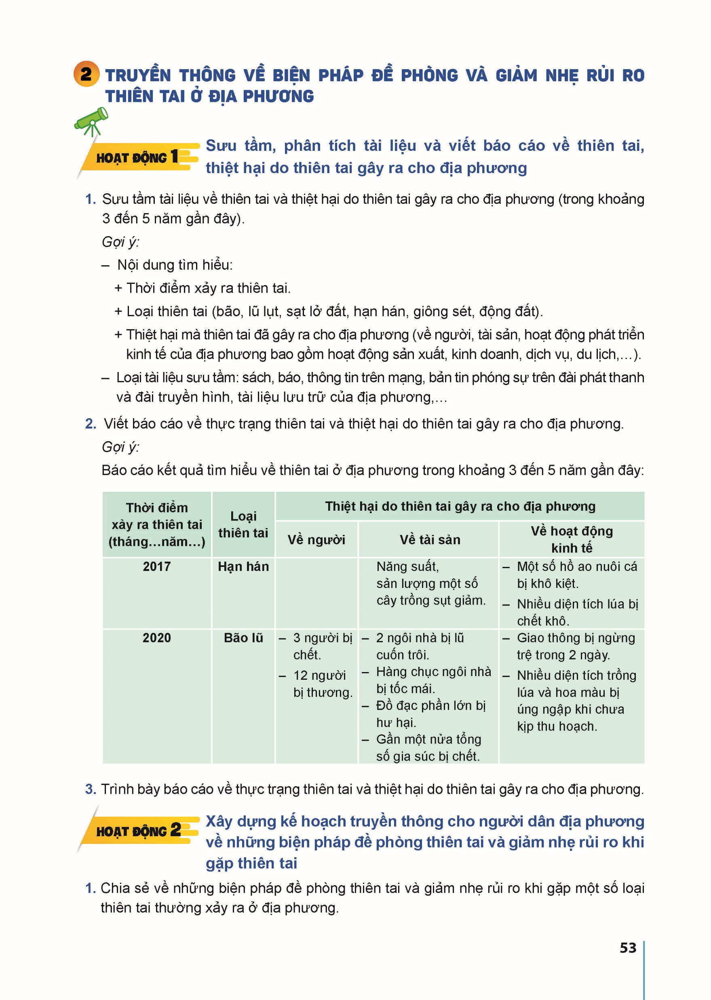 2 TRUYỀN THÔNG VỀ BIỆN PHÁP ĐỀ PHÒNG VÀ GIẢM NHẸ RỦI RO
THIÊN TAI Ở ĐỊA PHƯƠNG
HOẠT ĐỘNG 1
Sưu tầm, phân tích tài liệu và viết báo cáo về thiên tai,
thiệt hại do thiên tai gây ra cho địa phương
1. Sưu tầm tài liệu về thiên tai và thiệt hại do thiên tai gây ra cho địa phương (trong khoảng
3 đến 5 năm gần đây).
Gợi ý:
– Nội dung tìm hiểu:
+ Thời điểm xảy ra thiên tai.
+ Loại thiên tai (bão, lũ lụt, sạt lở đất, hạn hán, giông sét, động đất).
+ Thiệt hại mà thiên tai đã gây ra cho địa phương (về người, tài sản, hoạt động phát triển
kinh tế của địa phương bao gồm hoạt động sản xuất, kinh doanh, dịch vụ, du lịch,...).
– Loại tài liệu sưu tầm: sách, báo, thông tin trên mạng, bản tin phóng sự trên đài phát thanh
và đài truyền hình, tài liệu lưu trữ của địa phương,...
2. Viết báo cáo về thực trạng thiên tai và thiệt hại do thiên tai gây ra cho địa phương.
Gợi ý:
Báo cáo kết quả tìm hiểu về thiên tai ở địa phương trong khoảng 3 đến 5 năm gần đây:
Thời điểm
xảy ra thiên tai
(tháng...năm...)
Loại
thiên tai
Thiệt hại do thiên tai gây ra cho địa phương
Về người
Về tài sản
Về hoạt động
kinh tế
2017
Hạn hán
Năng suất,
sản lượng một số
cây trồng sụt giảm.
– Một số hồ ao nuôi cá
bị khô kiệt.
– Nhiều diện tích lúa bị
chết khô.
2020
Bão lũ
– 3 người bị
chết.
– 12 người
bị thương.
– 2 ngôi nhà bị lũ
cuốn trôi.
– Hàng chục ngôi nhà
bị tốc mái.
– Đồ đạc phần lớn bị
hư hại.
– Gần một nửa tổng
số gia súc bị chết.
– Giao thông bị ngừng
trệ trong 2 ngày.
– Nhiều diện tích trồng
lúa và hoa màu bị
úng ngập khi chưa
kịp thu hoạch.
3. Trình bày báo cáo về thực trạng thiên tai và thiệt hại do thiên tai gây ra cho địa phương.
HOẠT ĐỘNG 2
Xây dựng kế hoạch truyền thông cho người dân địa phương
về những biện pháp đề phòng thiên tai và giảm nhẹ rủi ro khi
gặp thiên tai
1. Chia sẻ về những biện pháp đề phòng thiên tai và giảm nhẹ rủi ro khi gặp một số loại
thiên tai thường xảy ra ở địa phương.
53